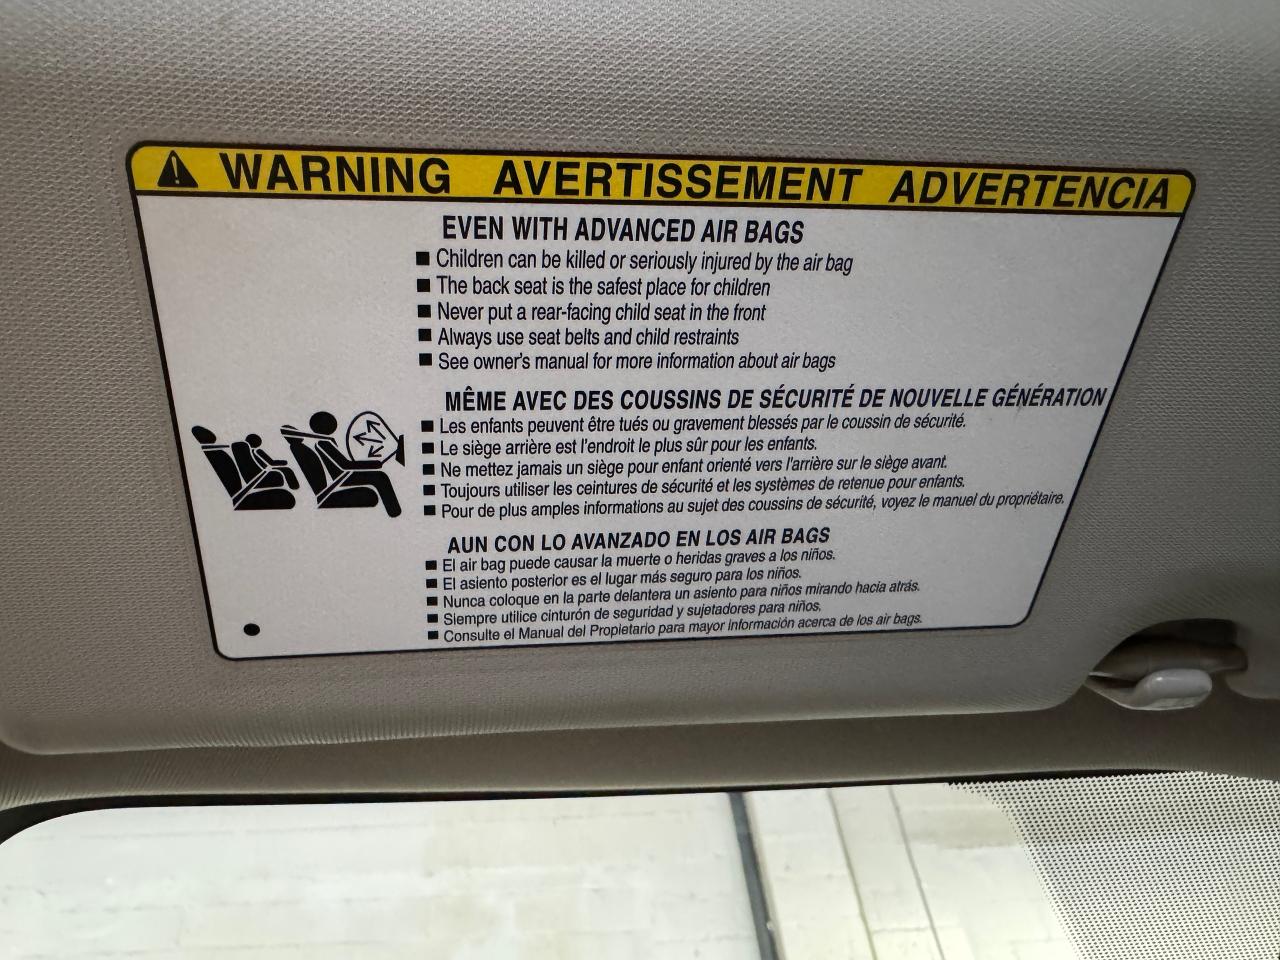 WARNING AVERTISSEMENT ADVERTENCIA
EVEN WITH ADVANCED AIR BAGS
■ Children can be killed or seriously injured by the air bag
■ The back seat is the safest place for children
■ Never put a rear-facing child seat in the front
■ Always use seat belts and child restraints
■ See owner's manual for more information about air bags
MÊME AVEC DES COUSSINS DE SÉCURITÉ DE NOUVELLE GÉNÉRATION
■ Les enfants peuvent être tués ou gravement blessés par le coussin de sécurité.
■ Le siège arrière est l'endroit le plus sûr pour les enfants.
■ Ne mettez jamais un siège pour enfant orienté vers l'arrière sur le siège avant.
■ Toujours utiliser les ceintures de sécurité et les systèmes de retenue pour enfants.
■ Pour de plus amples informations au sujet des coussins de sécurité, voyez le manuel du propriétaire.
AUN CON LO AVANZADO EN LOS AIR BAGS
■ El air bag puede causar la muerte o heridas graves a los niños.
■ El asiento posterior es el lugar más seguro para los niños.
■ Nunca coloque en la parte delantera un asiento para niños mirando hacia atrás.
■ Siempre utilice cinturón de seguridad y sujetadores para niños.
■ Consulte el Manual del Propietario para mayor información acerca de los air bags.